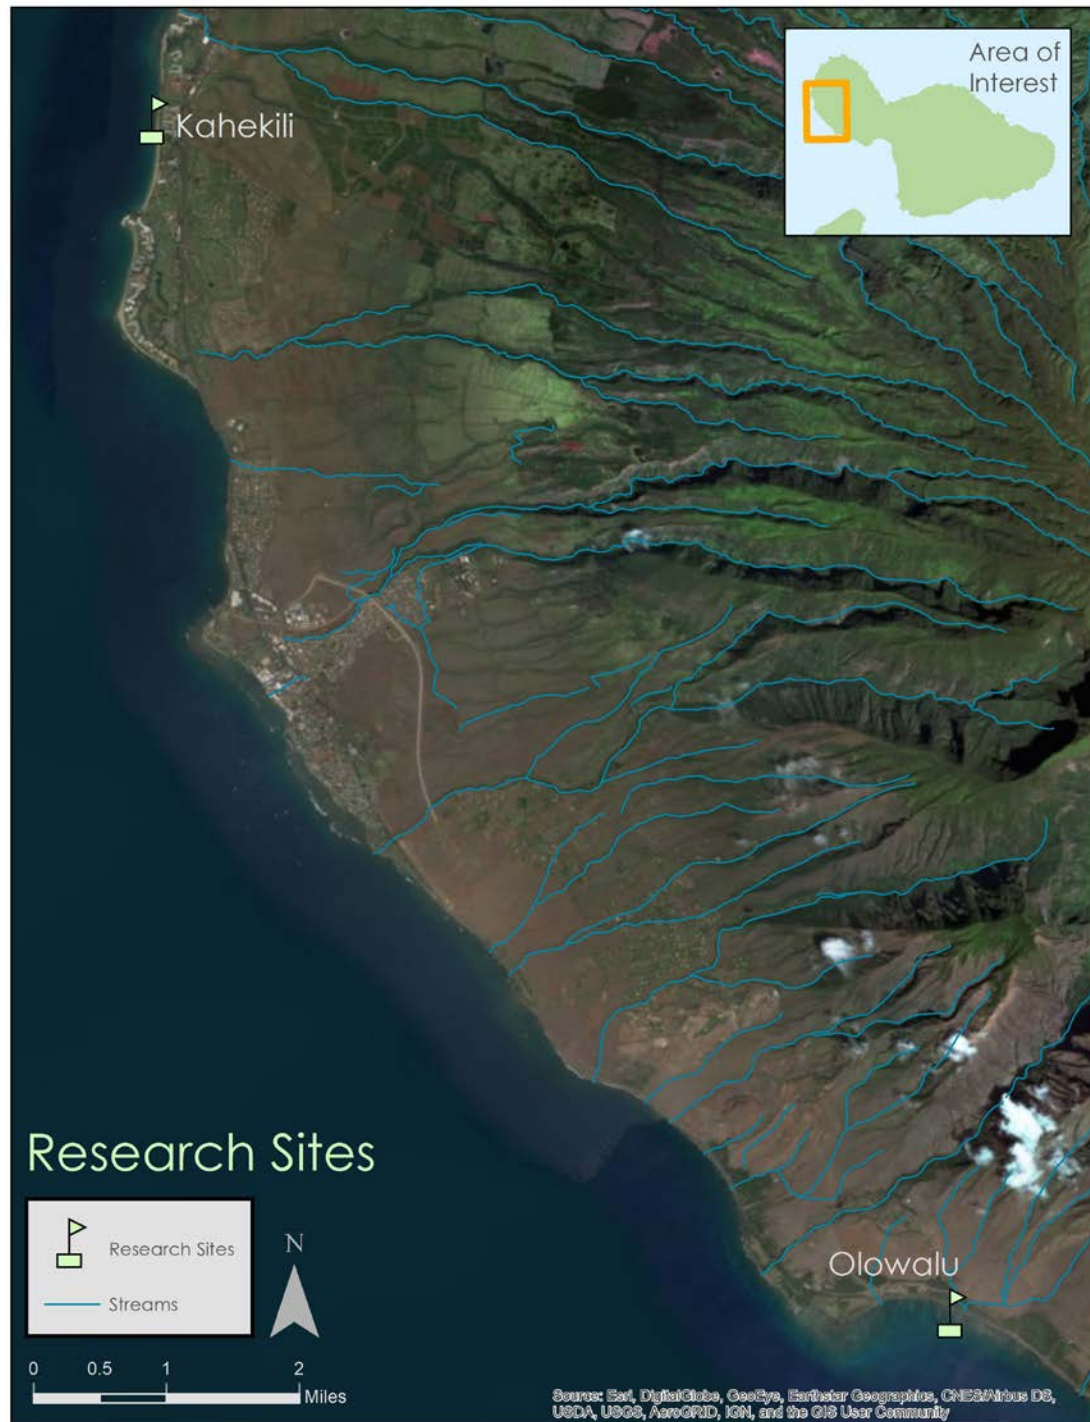 Area of
Interest
Kahekili
Olowalu
Research Sites
Research Sites
Streams
N
0 0.5 1 2
Miles
Source: Esri, DigitalGlobe, GeoEye, Earthstar Geographics, CNES/Airbus DS,
USDA, USGS, AeroGRID, IGN, and the GIS User Community